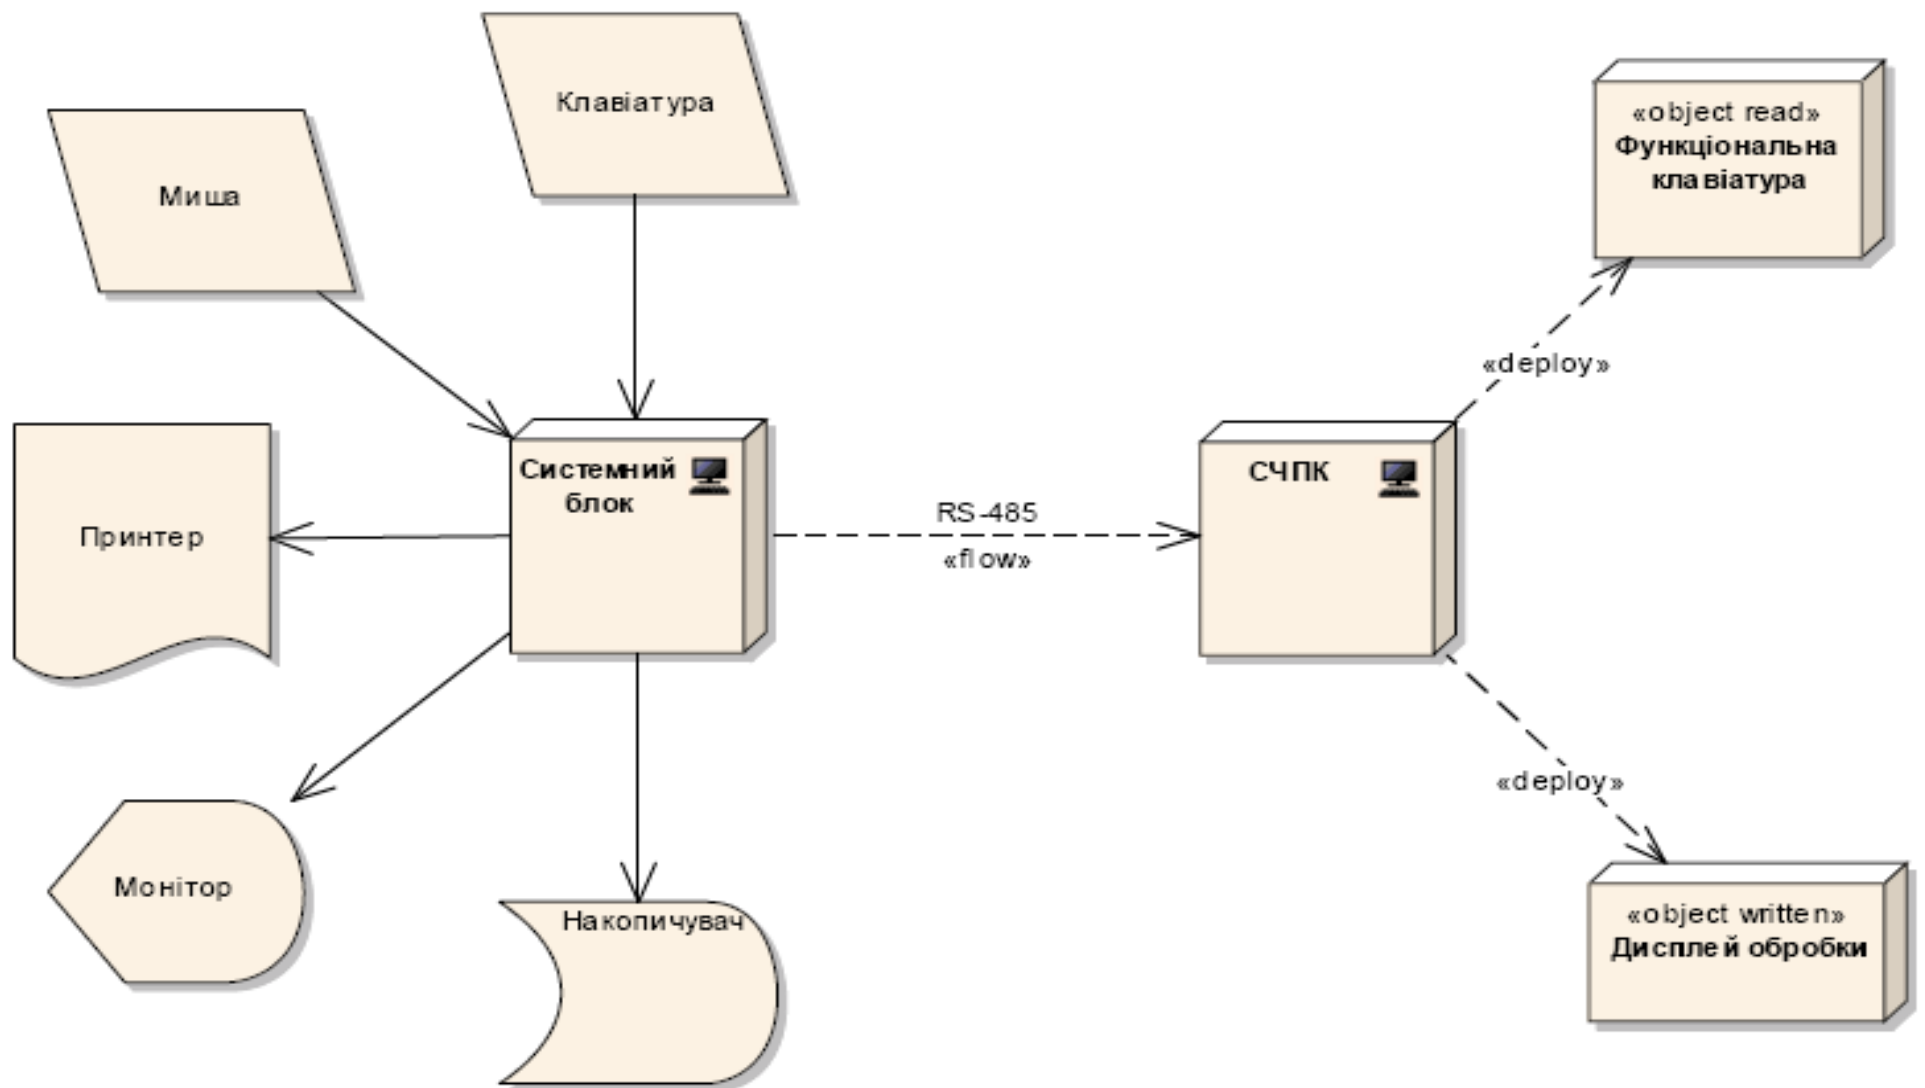 Клавіатура
«object read»
Функціональна
клавіатура
Миша
«deploy»
Системний
блок
СЧПК
RS-485
«flow»
Принтер
«deploy»
Монітор
Накопичувач
«object written»
Дисплей обробки